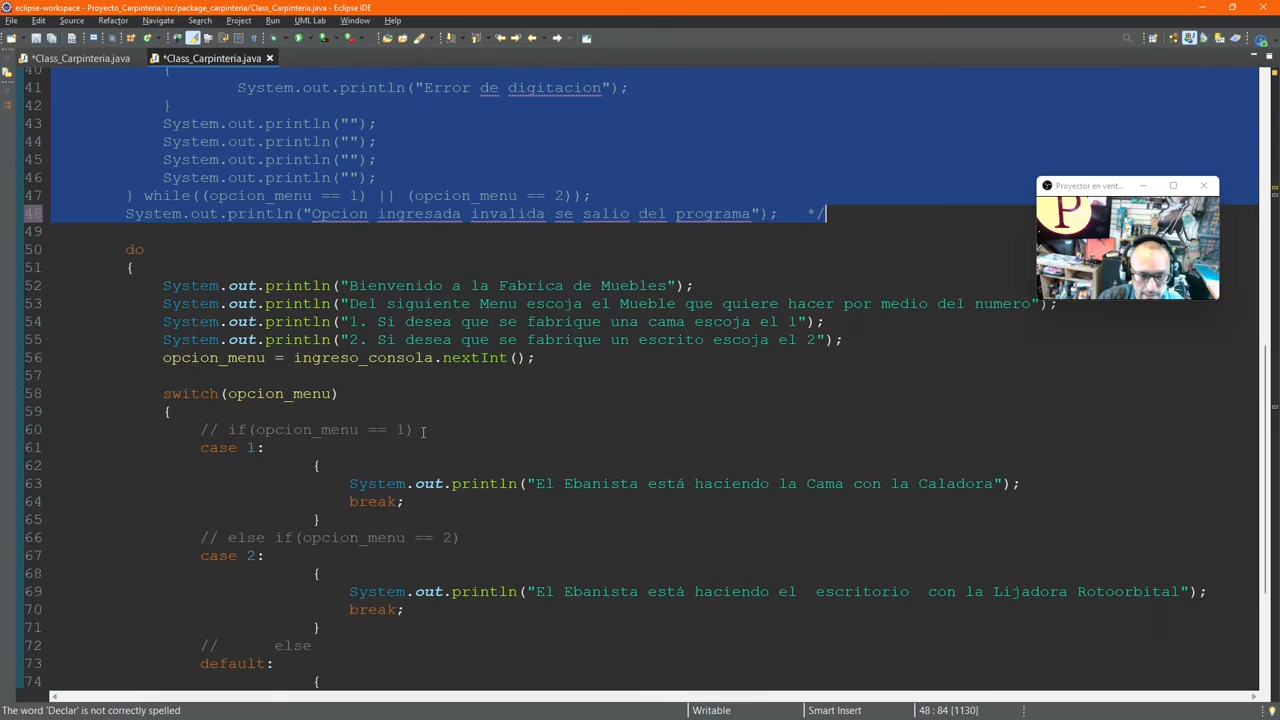 eclipse-workspace - Proyecto_Carpinteria/src/package_carpinteria/Class_Carpinteria.java - Eclipse IDE
File Edit Source Refactor Navigate Search Project Run UML Lab Window Help
*Class_Carpinteria.java *Class_Carpinteria.java
40 {
41 System.out.println("Error de digitacion");
42 }
43 System.out.println("");
44 System.out.println("");
45 System.out.println("");
46 System.out.println("");
47 } while((opcion_menu == 1) || (opcion_menu == 2));
48 System.out.println("Opcion ingresada invalida se salio del programa"); */
49
50 do
51 {
52 System.out.println("Bienvenido a la Fabrica de Muebles");
53 System.out.println("Del siguiente Menu escoja el Mueble que quiere hacer por medio del numero");
54 System.out.println("1. Si desea que se fabrique una cama escoja el 1");
55 System.out.println("2. Si desea que se fabrique un escrito escoja el 2");
56 opcion_menu = ingreso_consola.nextInt();
57
58 switch(opcion_menu)
59 {
60 // if(opcion_menu == 1)
61 case 1:
62 {
63 System.out.println("El Ebanista está haciendo la Cama con la Caladora");
64 break;
65 }
66 // else if(opcion_menu == 2)
67 case 2:
68 {
69 System.out.println("El Ebanista está haciendo el  escritorio  con la Lijadora Rotoorbital");
70 break;
71 }
72 // else
73 default:
74 {
Proyector en vent...
P
The word 'Declar' is not correctly spelled Writable Smart Insert 48 : 84 [1130]